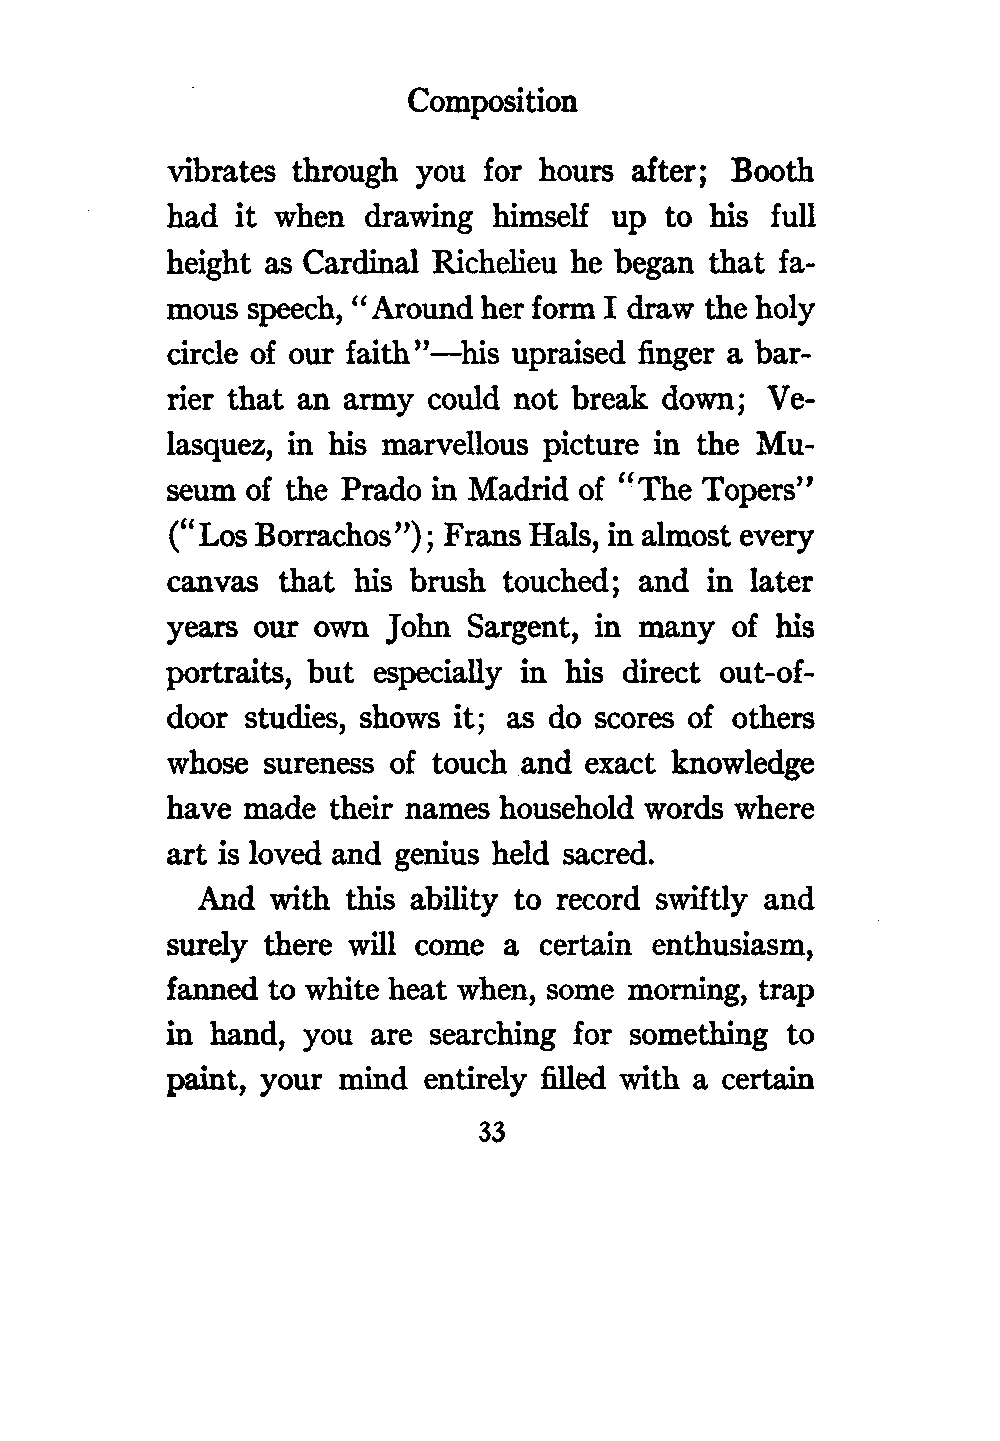 Composition
vibrates through you for hours after; Booth
had it when drawing himself up to his full
height as Cardinal Richelieu he began that fa-
mous speech, "Around her form I draw the holy
circle of our faith"—his upraised finger a bar-
rier that an army could not break down; Ve-
lasquez, in his marvellous picture in the Mu-
seum of the Prado in Madrid of "The Topers"
("Los Borrachos"); Frans Hals, in almost every
canvas that his brush touched; and in later
years our own John Sargent, in many of his
portraits, but especially in his direct out-of-
door studies, shows it; as do scores of others
whose sureness of touch and exact knowledge
have made their names household words where
art is loved and genius held sacred.
And with this ability to record swiftly and
surely there will come a certain enthusiasm,
fanned to white heat when, some morning, trap
in hand, you are searching for something to
paint, your mind entirely filled with a certain
33